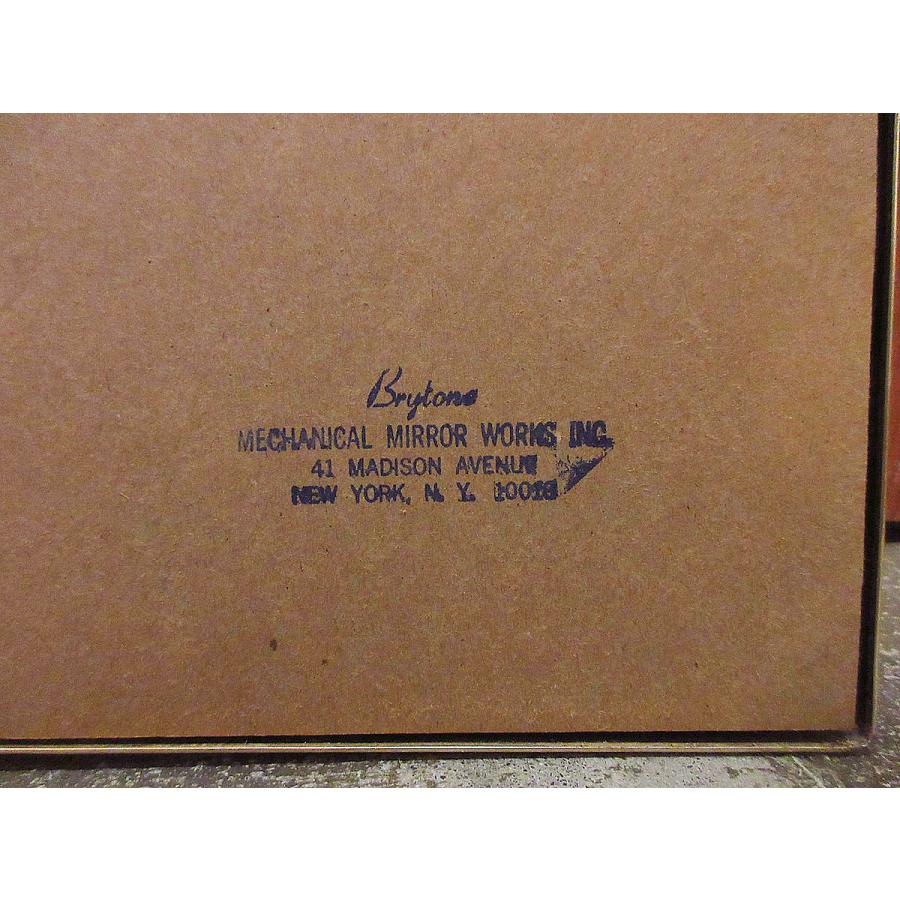 Brytone
MECHANICAL MIRROR WORKS INC.
41 MADISON AVENUE
NEW YORK, N. Y.